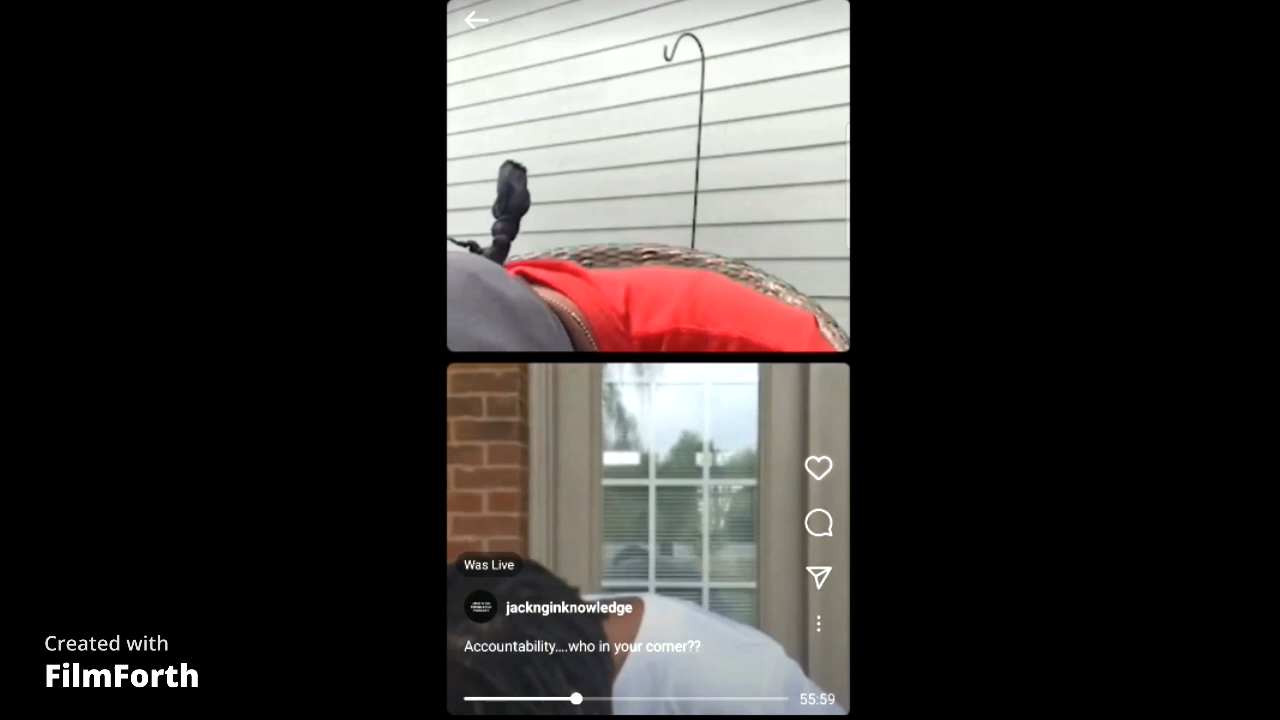 Was Live
jacknginknowledge
Accountability....who in your corner??
55:59
Created with
FilmForth